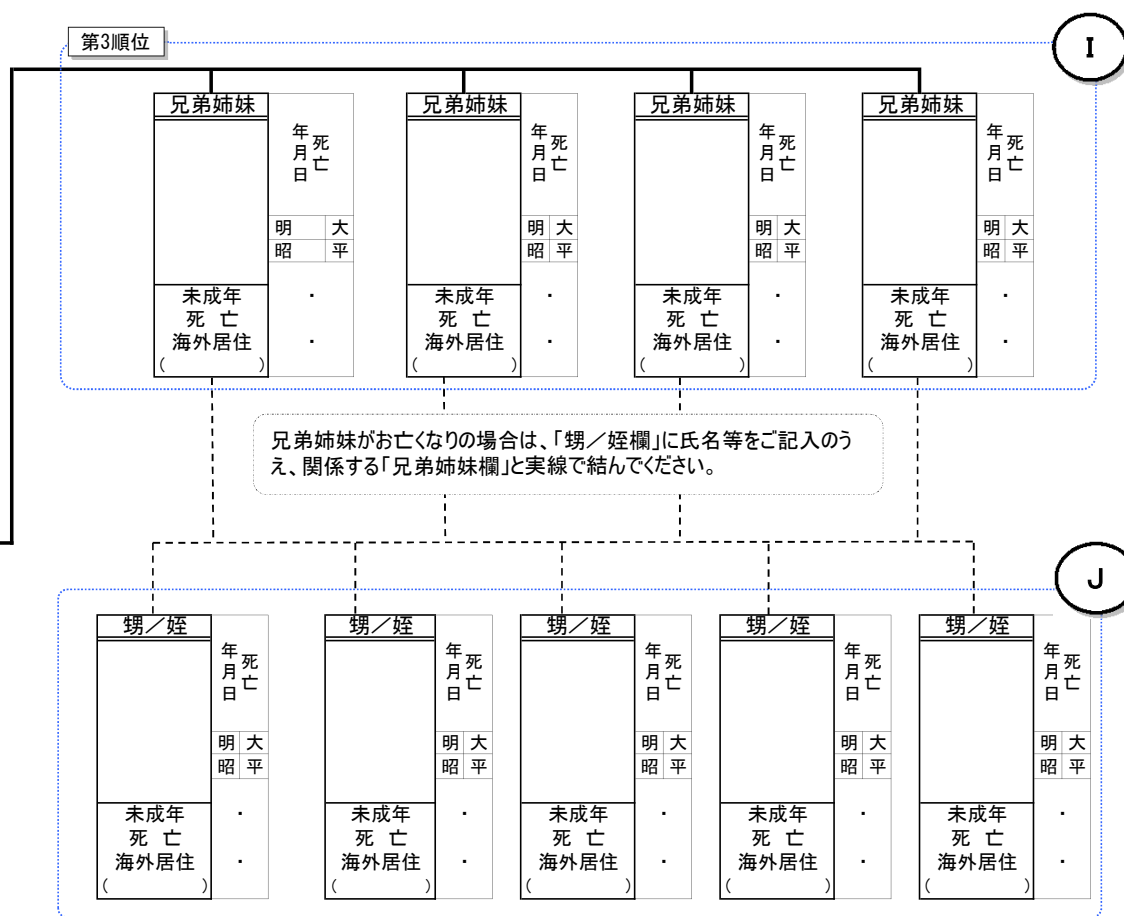 第3順位
I
兄弟姉妹 兄弟姉妹 兄弟姉妹 兄弟姉妹
死亡年月日 死亡年月日 死亡年月日 死亡年月日
明 大 明 大 明 大 明 大
昭 平 昭 平 昭 平 昭 平
未成年 ・ 未成年 ・ 未成年 ・ 未成年 ・
死 亡 死 亡 死 亡 死 亡
海外居住 ・ 海外居住 ・ 海外居住 ・ 海外居住 ・
( ) ( ) ( ) ( )
兄弟姉妹がお亡くなりの場合は、「甥／姪欄」に氏名等をご記入のう
え、関係する「兄弟姉妹欄」と実線で結んでください。
J
甥／姪 甥／姪 甥／姪 甥／姪 甥／姪
死亡年月日 死亡年月日 死亡年月日 死亡年月日 死亡年月日
明 大 明 大 明 大 明 大 明 大
昭 平 昭 平 昭 平 昭 平 昭 平
未成年 ・ 未成年 ・ 未成年 ・ 未成年 ・ 未成年 ・
死 亡 死 亡 死 亡 死 亡 死 亡
海外居住 ・ 海外居住 ・ 海外居住 ・ 海外居住 ・ 海外居住 ・
( ) ( ) ( ) ( ) ( )